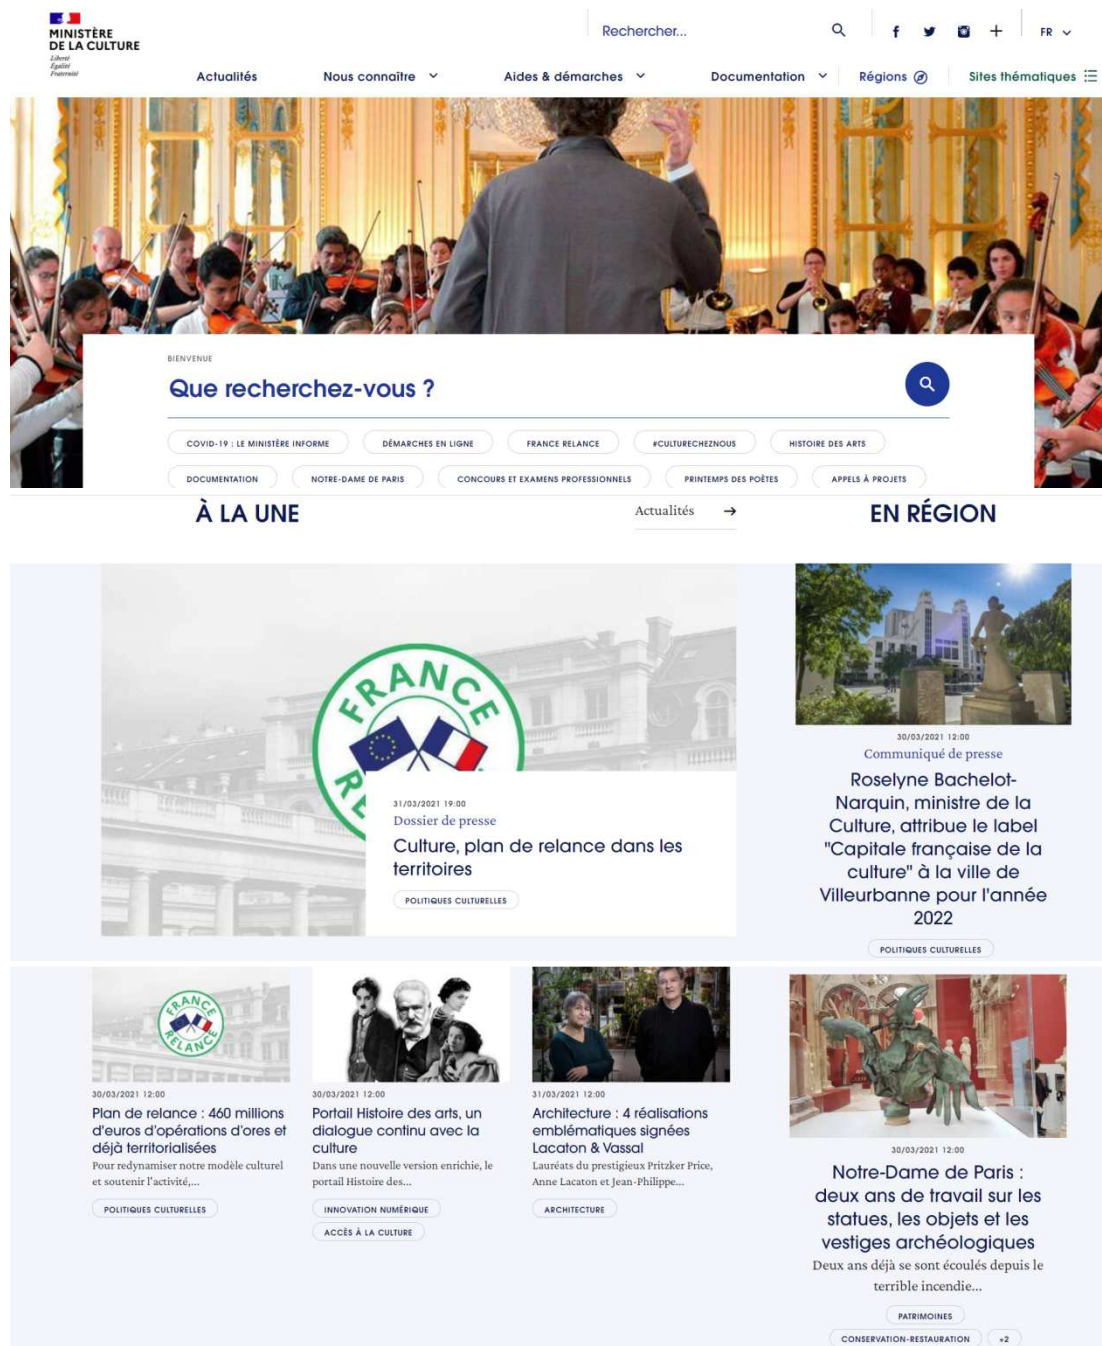 MINISTÈRE
DE LA CULTURE
Liberté
Égalité
Fraternité
Rechercher...
FR
Actualités
Nous connaître
Aides & démarches
Documentation
Régions
Sites thématiques
BIENVENUE
Que recherchez-vous ?
COVID-19 : LE MINISTÈRE INFORME
DÉMARCHES EN LIGNE
FRANCE RELANCE
#CULTURECHEZNOUS
HISTOIRE DES ARTS
DOCUMENTATION
NOTRE-DAME DE PARIS
CONCOURS ET EXAMENS PROFESSIONNELS
PRINTEMPS DES POÈTES
APPELS À PROJETS
À LA UNE
Actualités →
EN RÉGION
FRANCE
RE
31/03/2021 19:00
Dossier de presse
Culture, plan de relance dans les
territoires
POLITIQUES CULTURELLES
30/03/2021 12:00
Communiqué de presse
Roselyne Bachelot-
Narquin, ministre de la
Culture, attribue le label
"Capitale française de la
culture" à la ville de
Villeurbanne pour l'année
2022
POLITIQUES CULTURELLES
FRANCE
RELANCE
30/03/2021 12:00
Plan de relance : 460 millions
d'euros d'opérations d'ores et
déjà territorialisées
Pour redynamiser notre modèle culturel
et soutenir l'activité,...
POLITIQUES CULTURELLES
30/03/2021 12:00
Portail Histoire des arts, un
dialogue continu avec la
culture
Dans une nouvelle version enrichie, le
portail Histoire des...
INNOVATION NUMÉRIQUE
ACCÈS À LA CULTURE
31/03/2021 12:00
Architecture : 4 réalisations
emblématiques signées
Lacaton & Vassal
Lauréats du prestigieux Pritzker Price,
Anne Lacaton et Jean-Philippe...
ARCHITECTURE
30/03/2021 12:00
Notre-Dame de Paris :
deux ans de travail sur les
statues, les objets et les
vestiges archéologiques
Deux ans déjà se sont écoulés depuis le
terrible incendie...
PATRIMOINES
CONSERVATION-RESTAURATION
+2